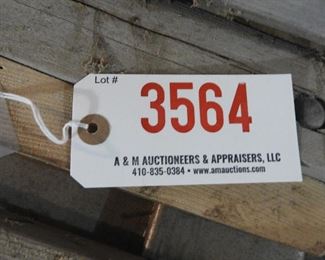 Lot #
3564
A & M AUCTIONEERS & APPRAISERS, LLC
410-835-0384 • www.amauctions.com